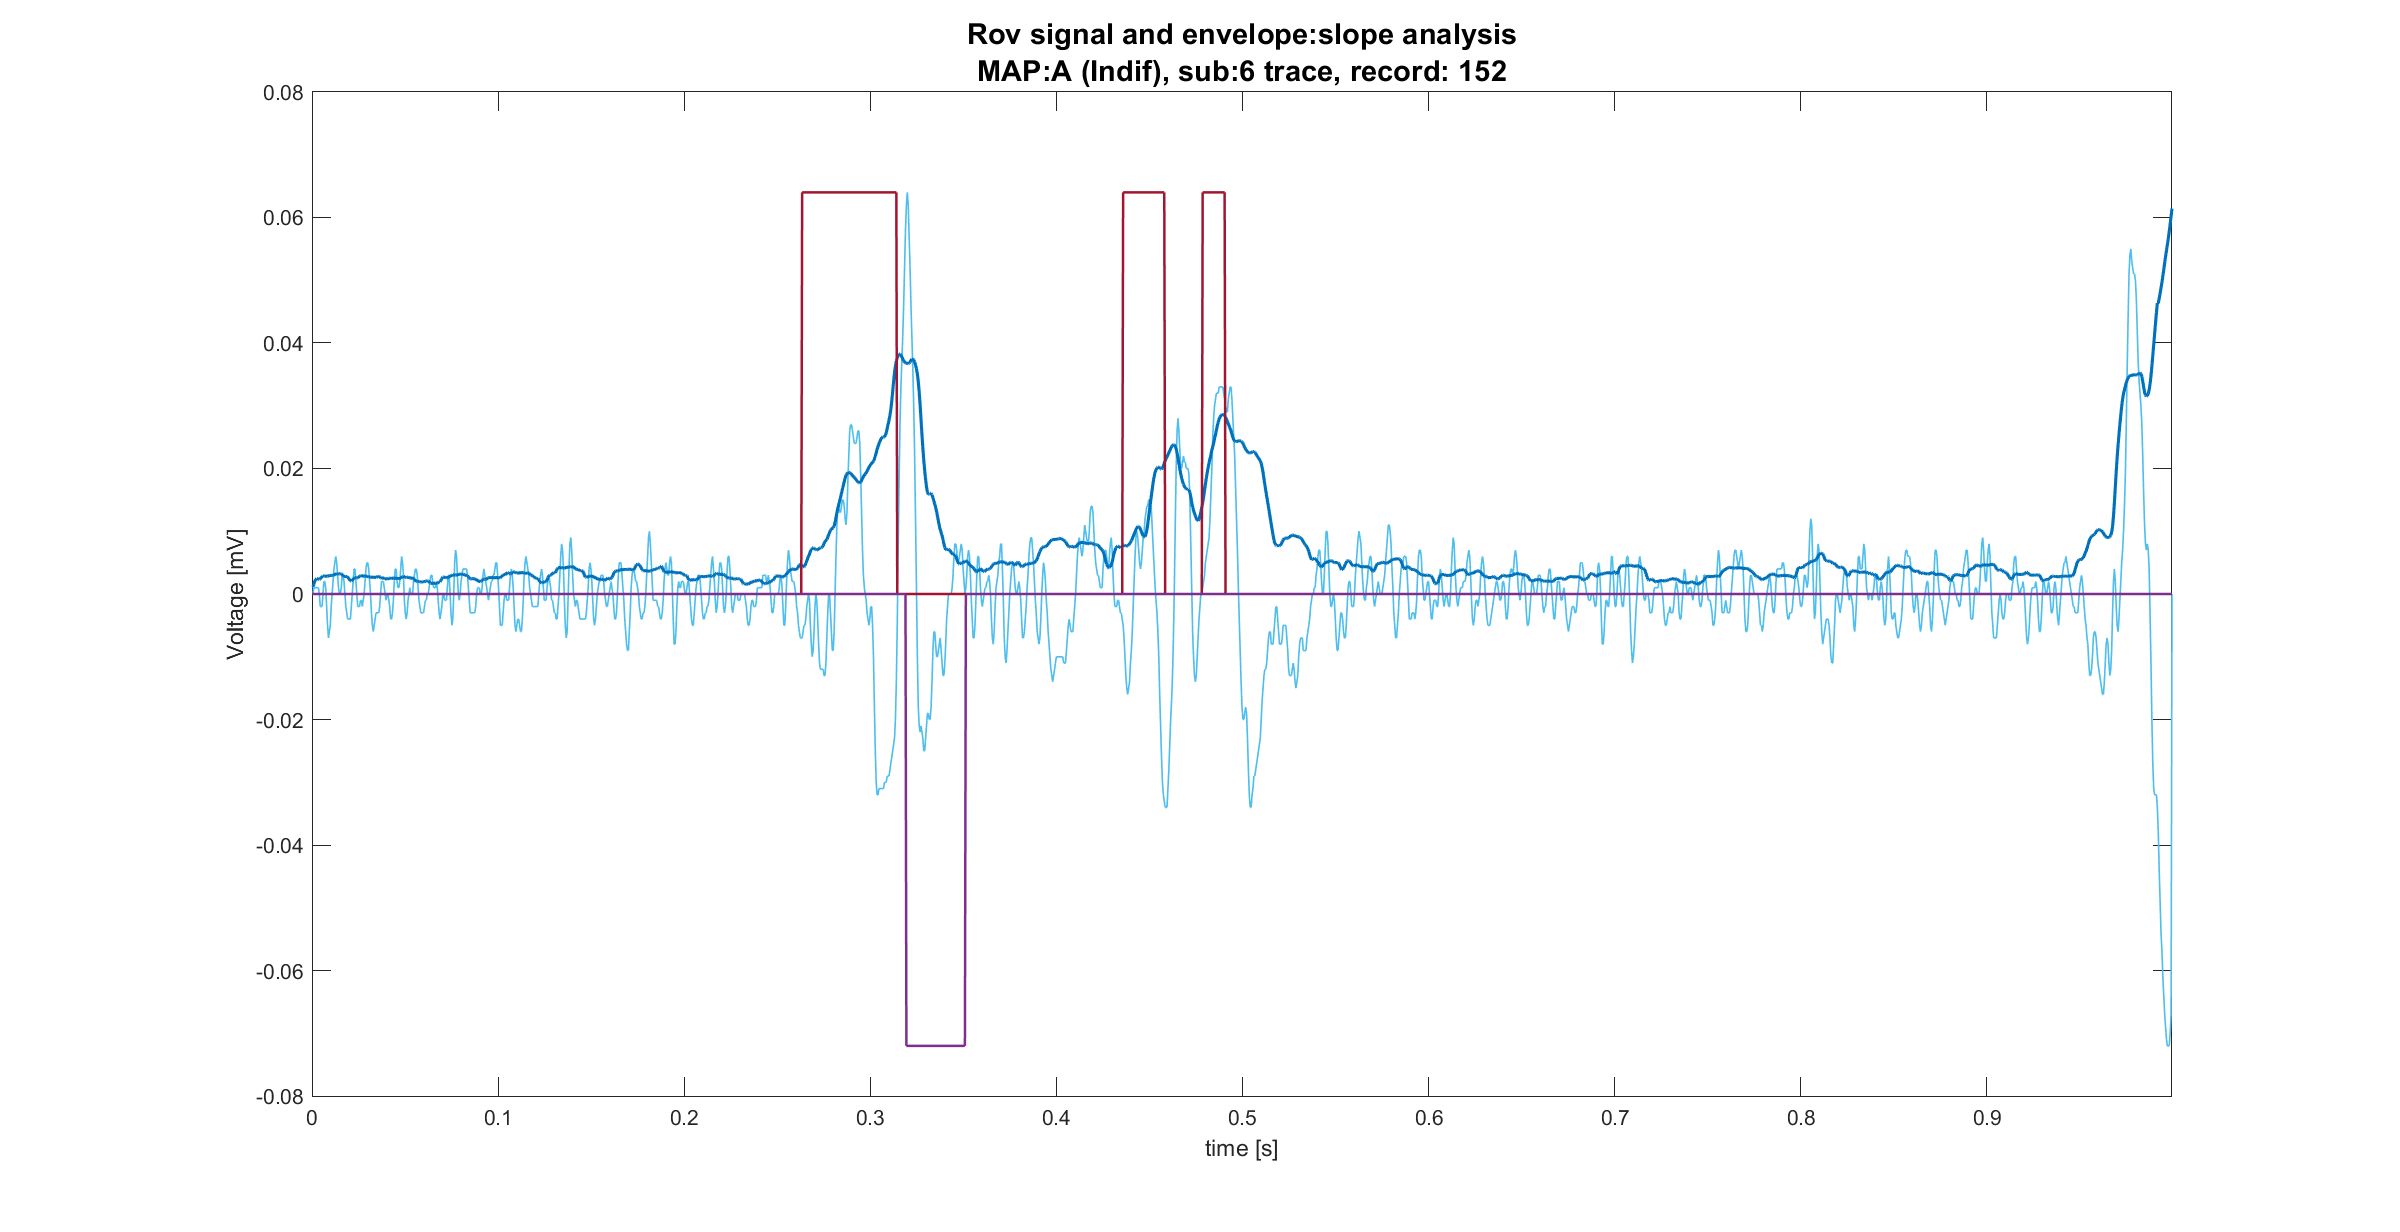 Rov signal and envelope:slope analysis
MAP:A (Indif), sub:6 trace, record: 152
0.08
0.06
0.04
0.02
0
-0.02
-0.04
-0.06
-0.08
Voltage [mV]
0 0.1 0.2 0.3 0.4 0.5 0.6 0.7 0.8 0.9
time [s]